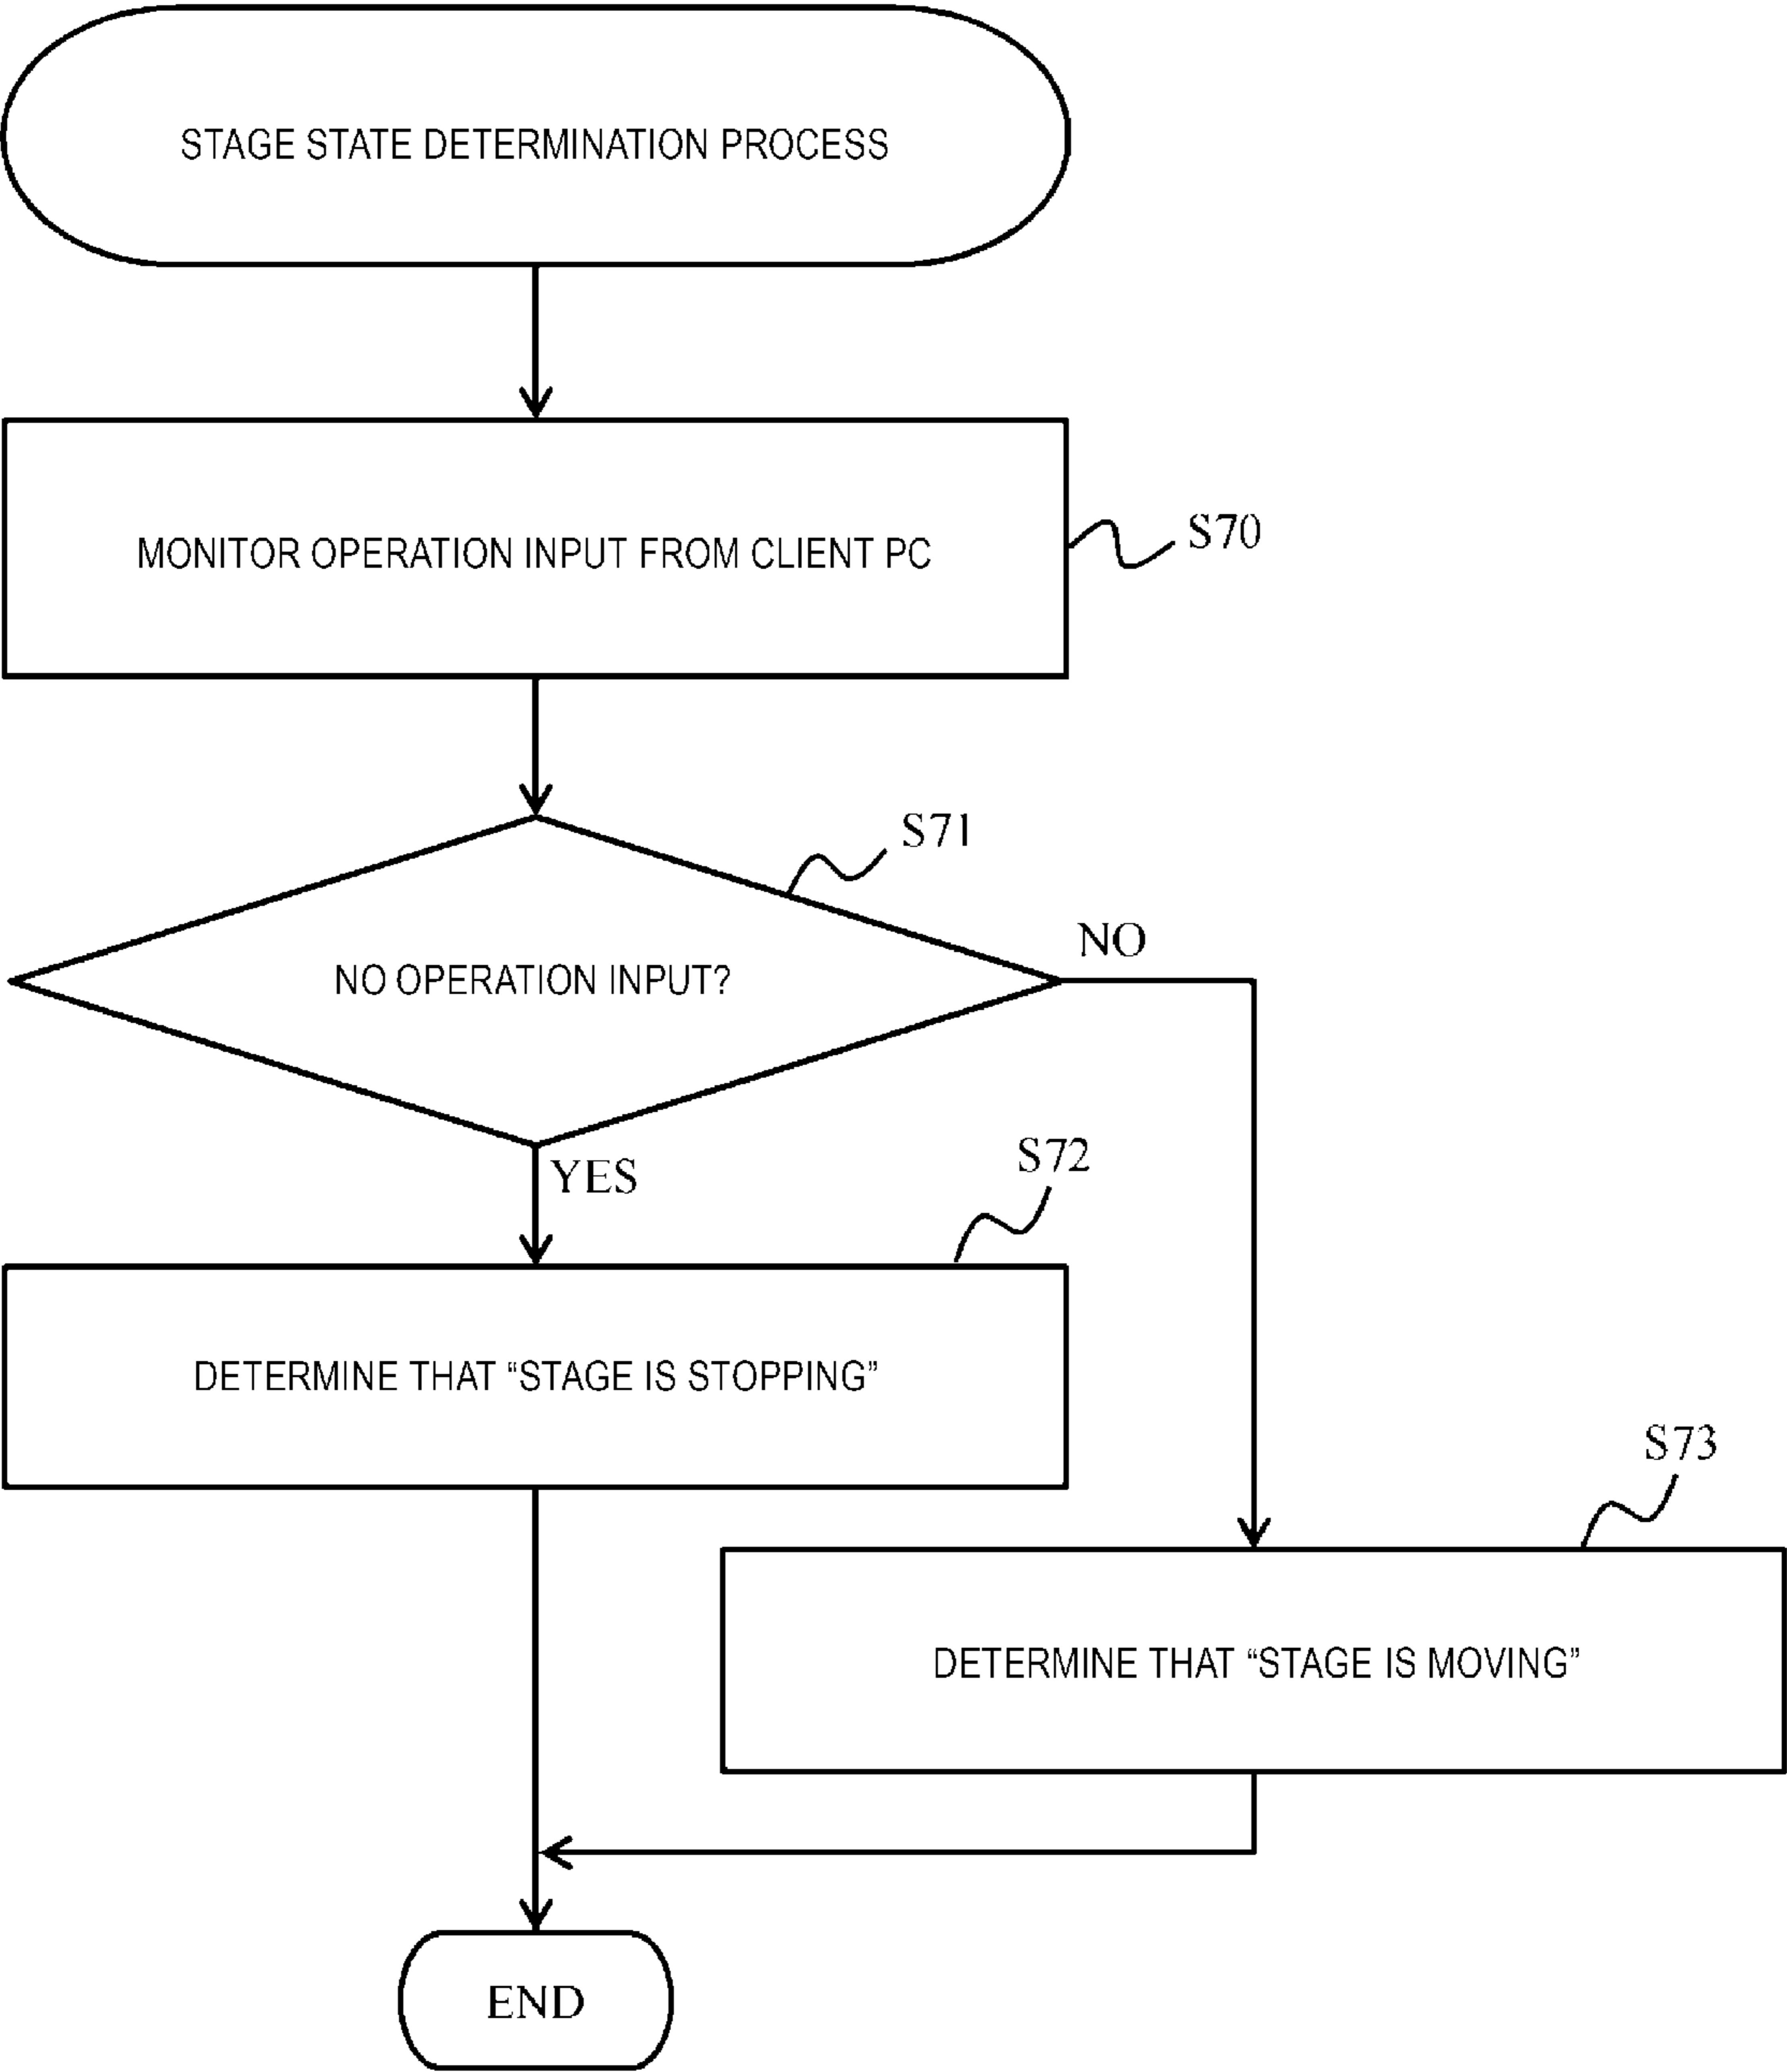 STAGE STATE DETERMINATION PROCESS
MONITOR OPERATION INPUT FROM CLIENT PC
S70
S71
NO OPERATION INPUT?
NO
YES
S72
DETERMINE THAT “STAGE IS STOPPING”
S73
DETERMINE THAT “STAGE IS MOVING”
END